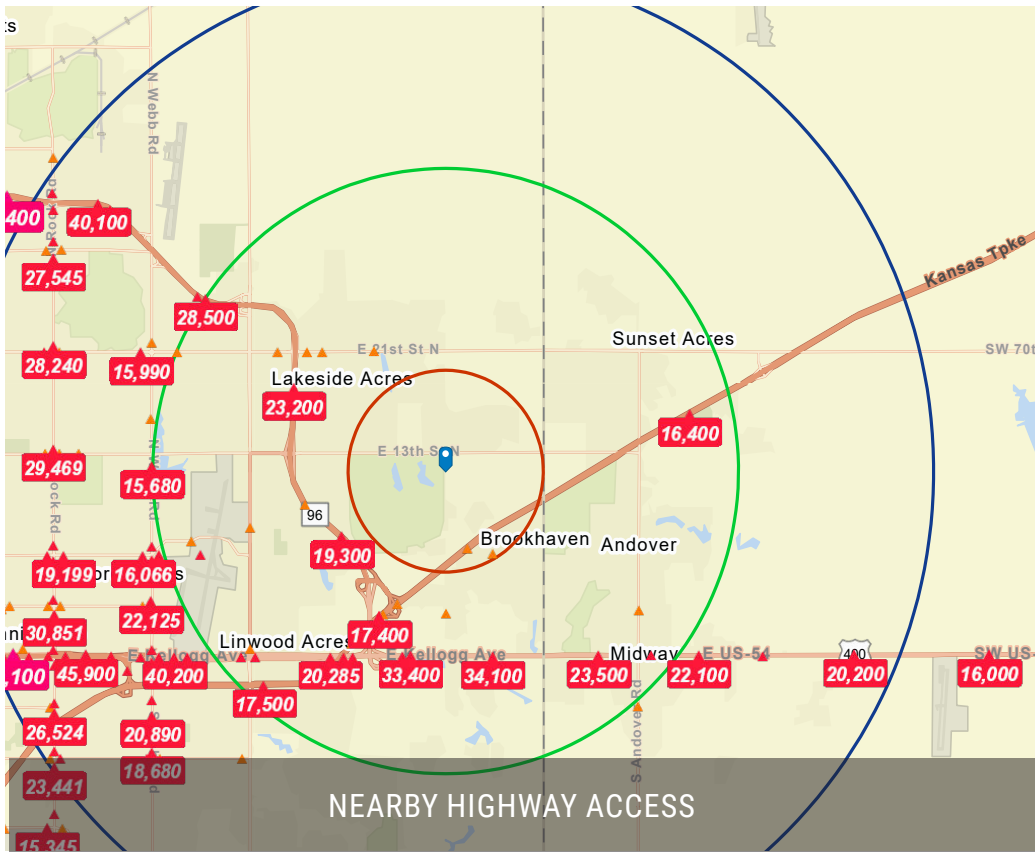 N Webb Rd
N Rock Rd
400
40,100
Kansas Tpke
27,545
28,500
Sunset Acres
E 21st St N
SW 70t
28,240
15,990
Lakeside Acres
23,200
16,400
E 13th St N
29,469
15,680
96
Brookhaven
19,300
Andover
19,199
16,066
22,125
30,851
17,400
Linwood Acres
E Kellogg Ave
E Kellogg Ave
Midway
E US-54
400
SW US-
,100
45,900
40,200
20,285
33,400
34,100
23,500
22,100
20,200
16,000
17,500
S Andover Rd
26,524
20,890
18,680
23,441
NEARBY HIGHWAY ACCESS
15,345